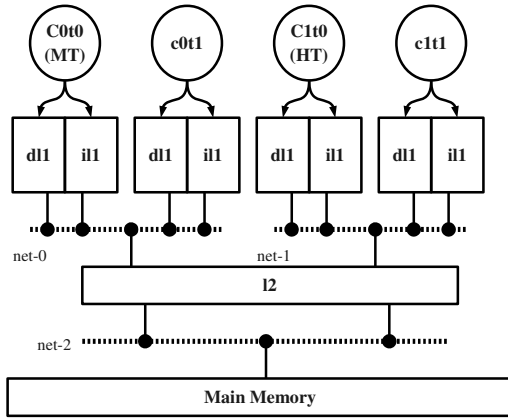 C0t0
(MT)
c0t1
C1t0
(HT)
c1t1
dl1 il1 dl1 il1 dl1 il1 dl1 il1
net-0 net-1
l2
net-2
Main Memory